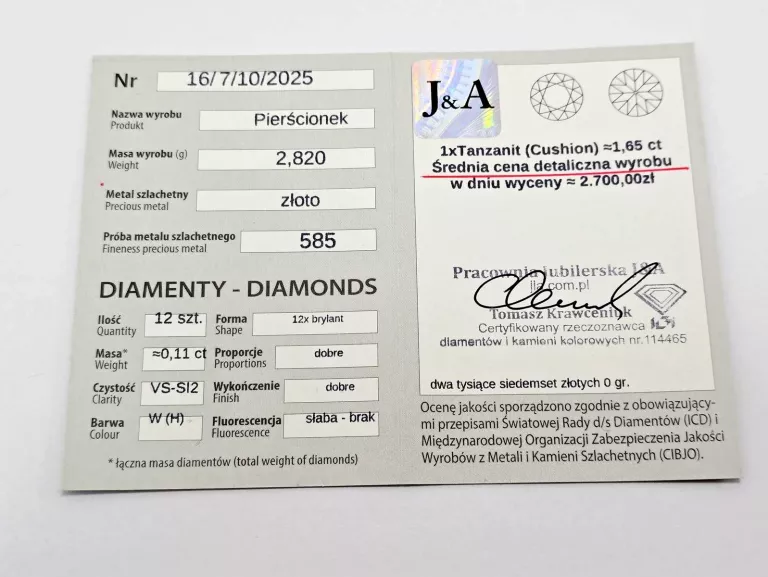 Nr 16/7/10/2025
Nazwa wyrobu
Produkt
Pierścionek
Masa wyrobu (g)
Weight
2,820
Metal szlachetny
Precious metal
złoto
Próba metalu szlachetnego
Fineness precious metal
585
DIAMENTY - DIAMONDS
Ilość
Quantity
12 szt.
Forma
Shape
12x brylant
Masa*
Weight
≈0,11 ct
Proporcje
Proportions
dobre
Czystość
Clarity
VS-SI2
Wykończenie
Finish
dobre
Barwa
Colour
W (H)
Fluorescencja
Fluorescence
słaba - brak
* łączna masa diamentów (total weight of diamonds)
J&A
1xTanzanit (Cushion) ≈1,65 ct
Średnia cena detaliczna wyrobu
w dniu wyceny ≈ 2.700,00zł
Pracownia jubilerska J&A
jja.com.pl
Tomasz Krawceniuk
Certyfikowany rzeczoznawca
diamentów i kamieni kolorowych nr.114465
dwa tysiące siedemset złotych 0 gr.
Ocenę jakości sporządzono zgodnie z obowiązujący-
mi przepisami Światowej Rady d/s Diamentów (ICD) i
Międzynarodowej Organizacji Zabezpieczenia Jakości
Wyrobów z Metali i Kamieni Szlachetnych (CIBJO).